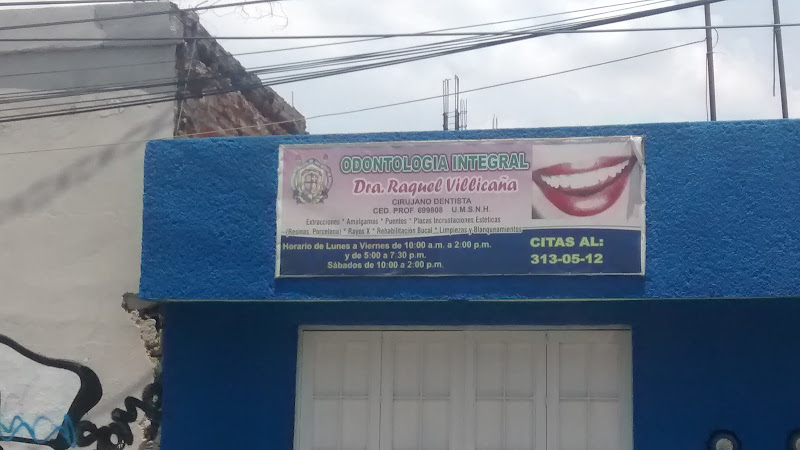 ODONTOLOGIA INTEGRAL
Dra. Raquel Villicaña
CIRUJANO DENTISTA
CED. PROF 699808 U.M.S.N.H
Extracciones * Amalgamas * Puentes * Placas Incrustaciones Estéticas
(Resinas, Porcelana) * Rayos X * Rehabilitación Bucal * Limpiezas y Blanqueamientos
Horario de Lunes a Viernes de 10:00 a.m. a 2:00 p.m.
y de 5:00 a 7:30 p.m.
Sábados de 10:00 a 2:00 p.m.
CITAS AL:
313-05-12